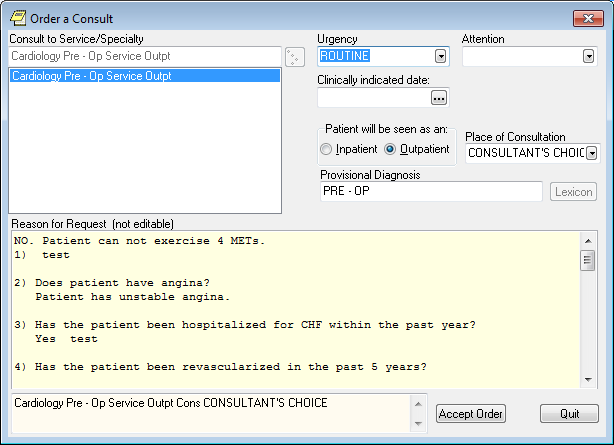 Order a Consult
Consult to Service/Specialty
Cardiology Pre - Op Service Outpt
Cardiology Pre - Op Service Outpt
Urgency
ROUTINE
Attention
Clinically indicated date:
...
Patient will be seen as an:
Inpatient
Outpatient
Place of Consultation
CONSULTANT'S CHOIC
Provisional Diagnosis
PRE - OP
Lexicon
Reason for Request (not editable)
NO. Patient can not exercise 4 METs.
1) test
2) Does patient have angina?
Patient has unstable angina.
3) Has the patient been hospitalized for CHF within the past year?
Yes test
4) Has the patient been revascularized in the past 5 years?
Cardiology Pre - Op Service Outpt Cons CONSULTANT'S CHOICE
Accept Order
Quit